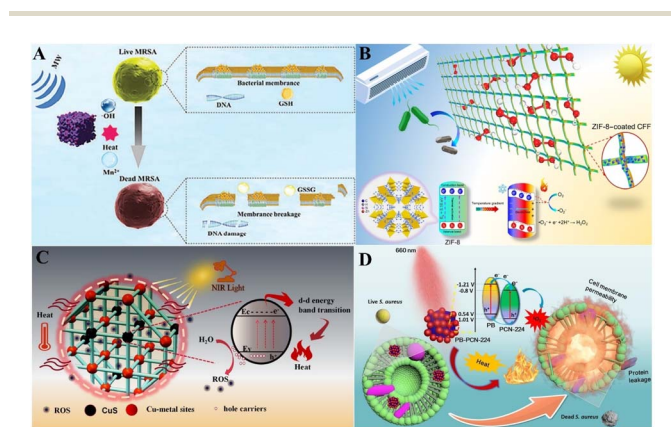 A
MW
Live MRSA
Bacterial membrance
DNA
GSH
·OH
Heat
Mn²⁺
Dead MRSA
GSSG
Membrance breakage
DNA damage
B
ZIF-8-coated CFF
ZIF-8
Temperature gradient
O₂
·O₂⁻
·O₂⁻ + e⁻ +2H⁺ → H₂O₂
C
NIR Light
Heat
Ec
e⁻
d-d energy
band transition
H₂O
Ev
h⁺
Heat
ROS
ROS
CuS
Cu-metal sites
hole carriers
D
660 nm
Live S. aureus
-1.21 V
-0.8 V
0.54 V
1.01 V
e⁻
e⁻
e⁻
h⁺
h⁺
PB
PCN-224
PB-PCN-224
Heat
Cell membrane
permeability
Protein
leakage
Dead S. aureus